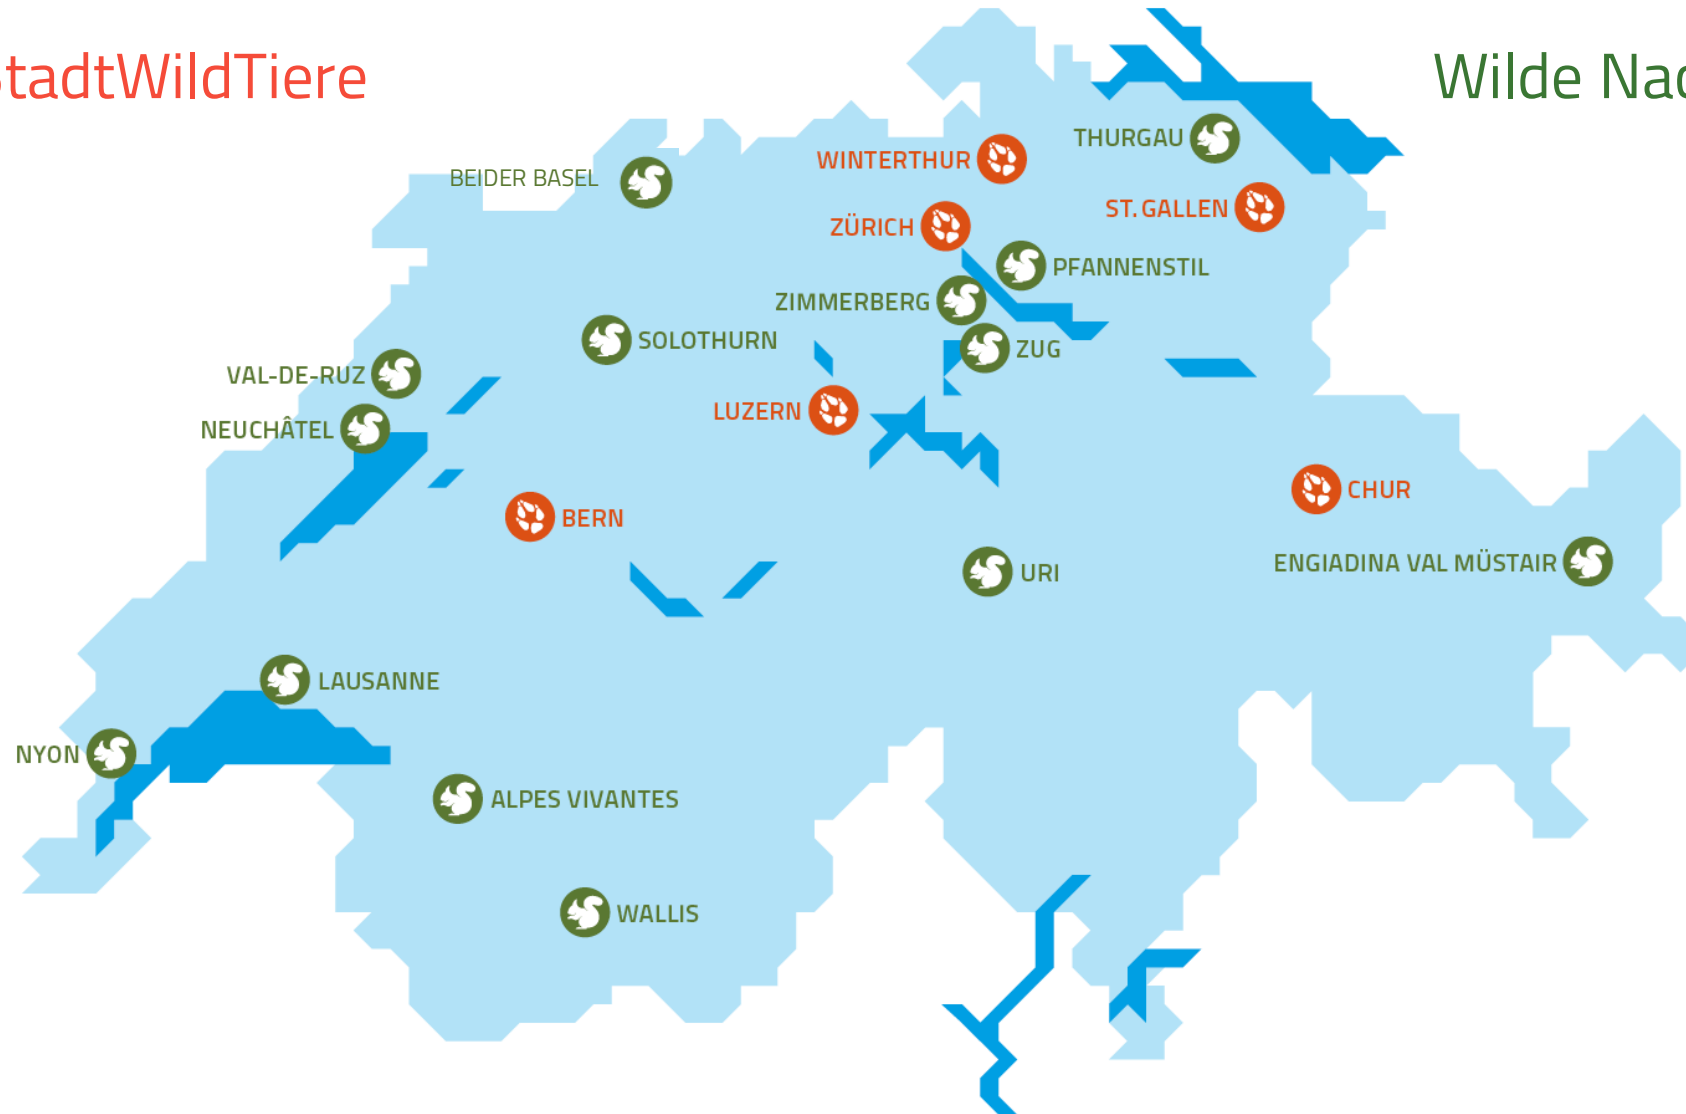 tadtWildTiere
Wilde Na
THURGAU
WINTERTHUR
BEIDER BASEL
ST. GALLEN
ZÜRICH
PFANNENSTIL
ZIMMERBERG
SOLOTHURN
ZUG
VAL-DE-RUZ
LUZERN
NEUCHÂTEL
CHUR
BERN
ENGIADINA VAL MÜSTAIR
URI
LAUSANNE
NYON
ALPES VIVANTES
WALLIS